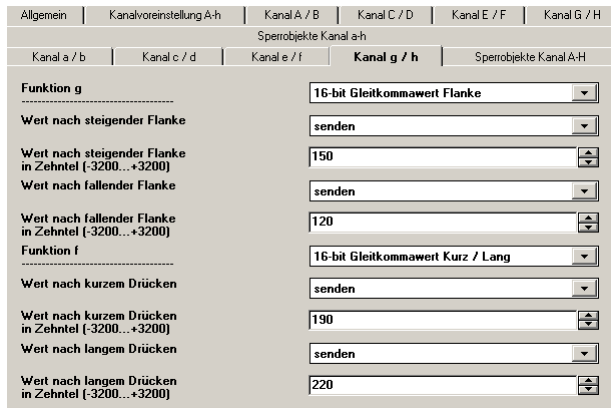 Allgemein Kanalvoreinstellung A-h Kanal A / B Kanal C / D Kanal E / F Kanal G / H
Sperrobjekte Kanal a-h
Kanal a / b Kanal c / d Kanal e / f Kanal g / h Sperrobjekte Kanal A-H
Funktion g 16-bit Gleitkommawert Flanke
------------------------------------
Wert nach steigender Flanke senden
Wert nach steigender Flanke 150
in Zehntel (-3200...+3200)
Wert nach fallender Flanke senden
Wert nach fallender Flanke 120
in Zehntel (-3200...+3200)
Funktion f 16-bit Gleitkommawert Kurz / Lang
------------------------------------
Wert nach kurzem Drücken senden
Wert nach kurzem Drücken 190
in Zehntel (-3200...+3200)
Wert nach langem Drücken senden
Wert nach langem Drücken 220
in Zehntel (-3200...+3200)